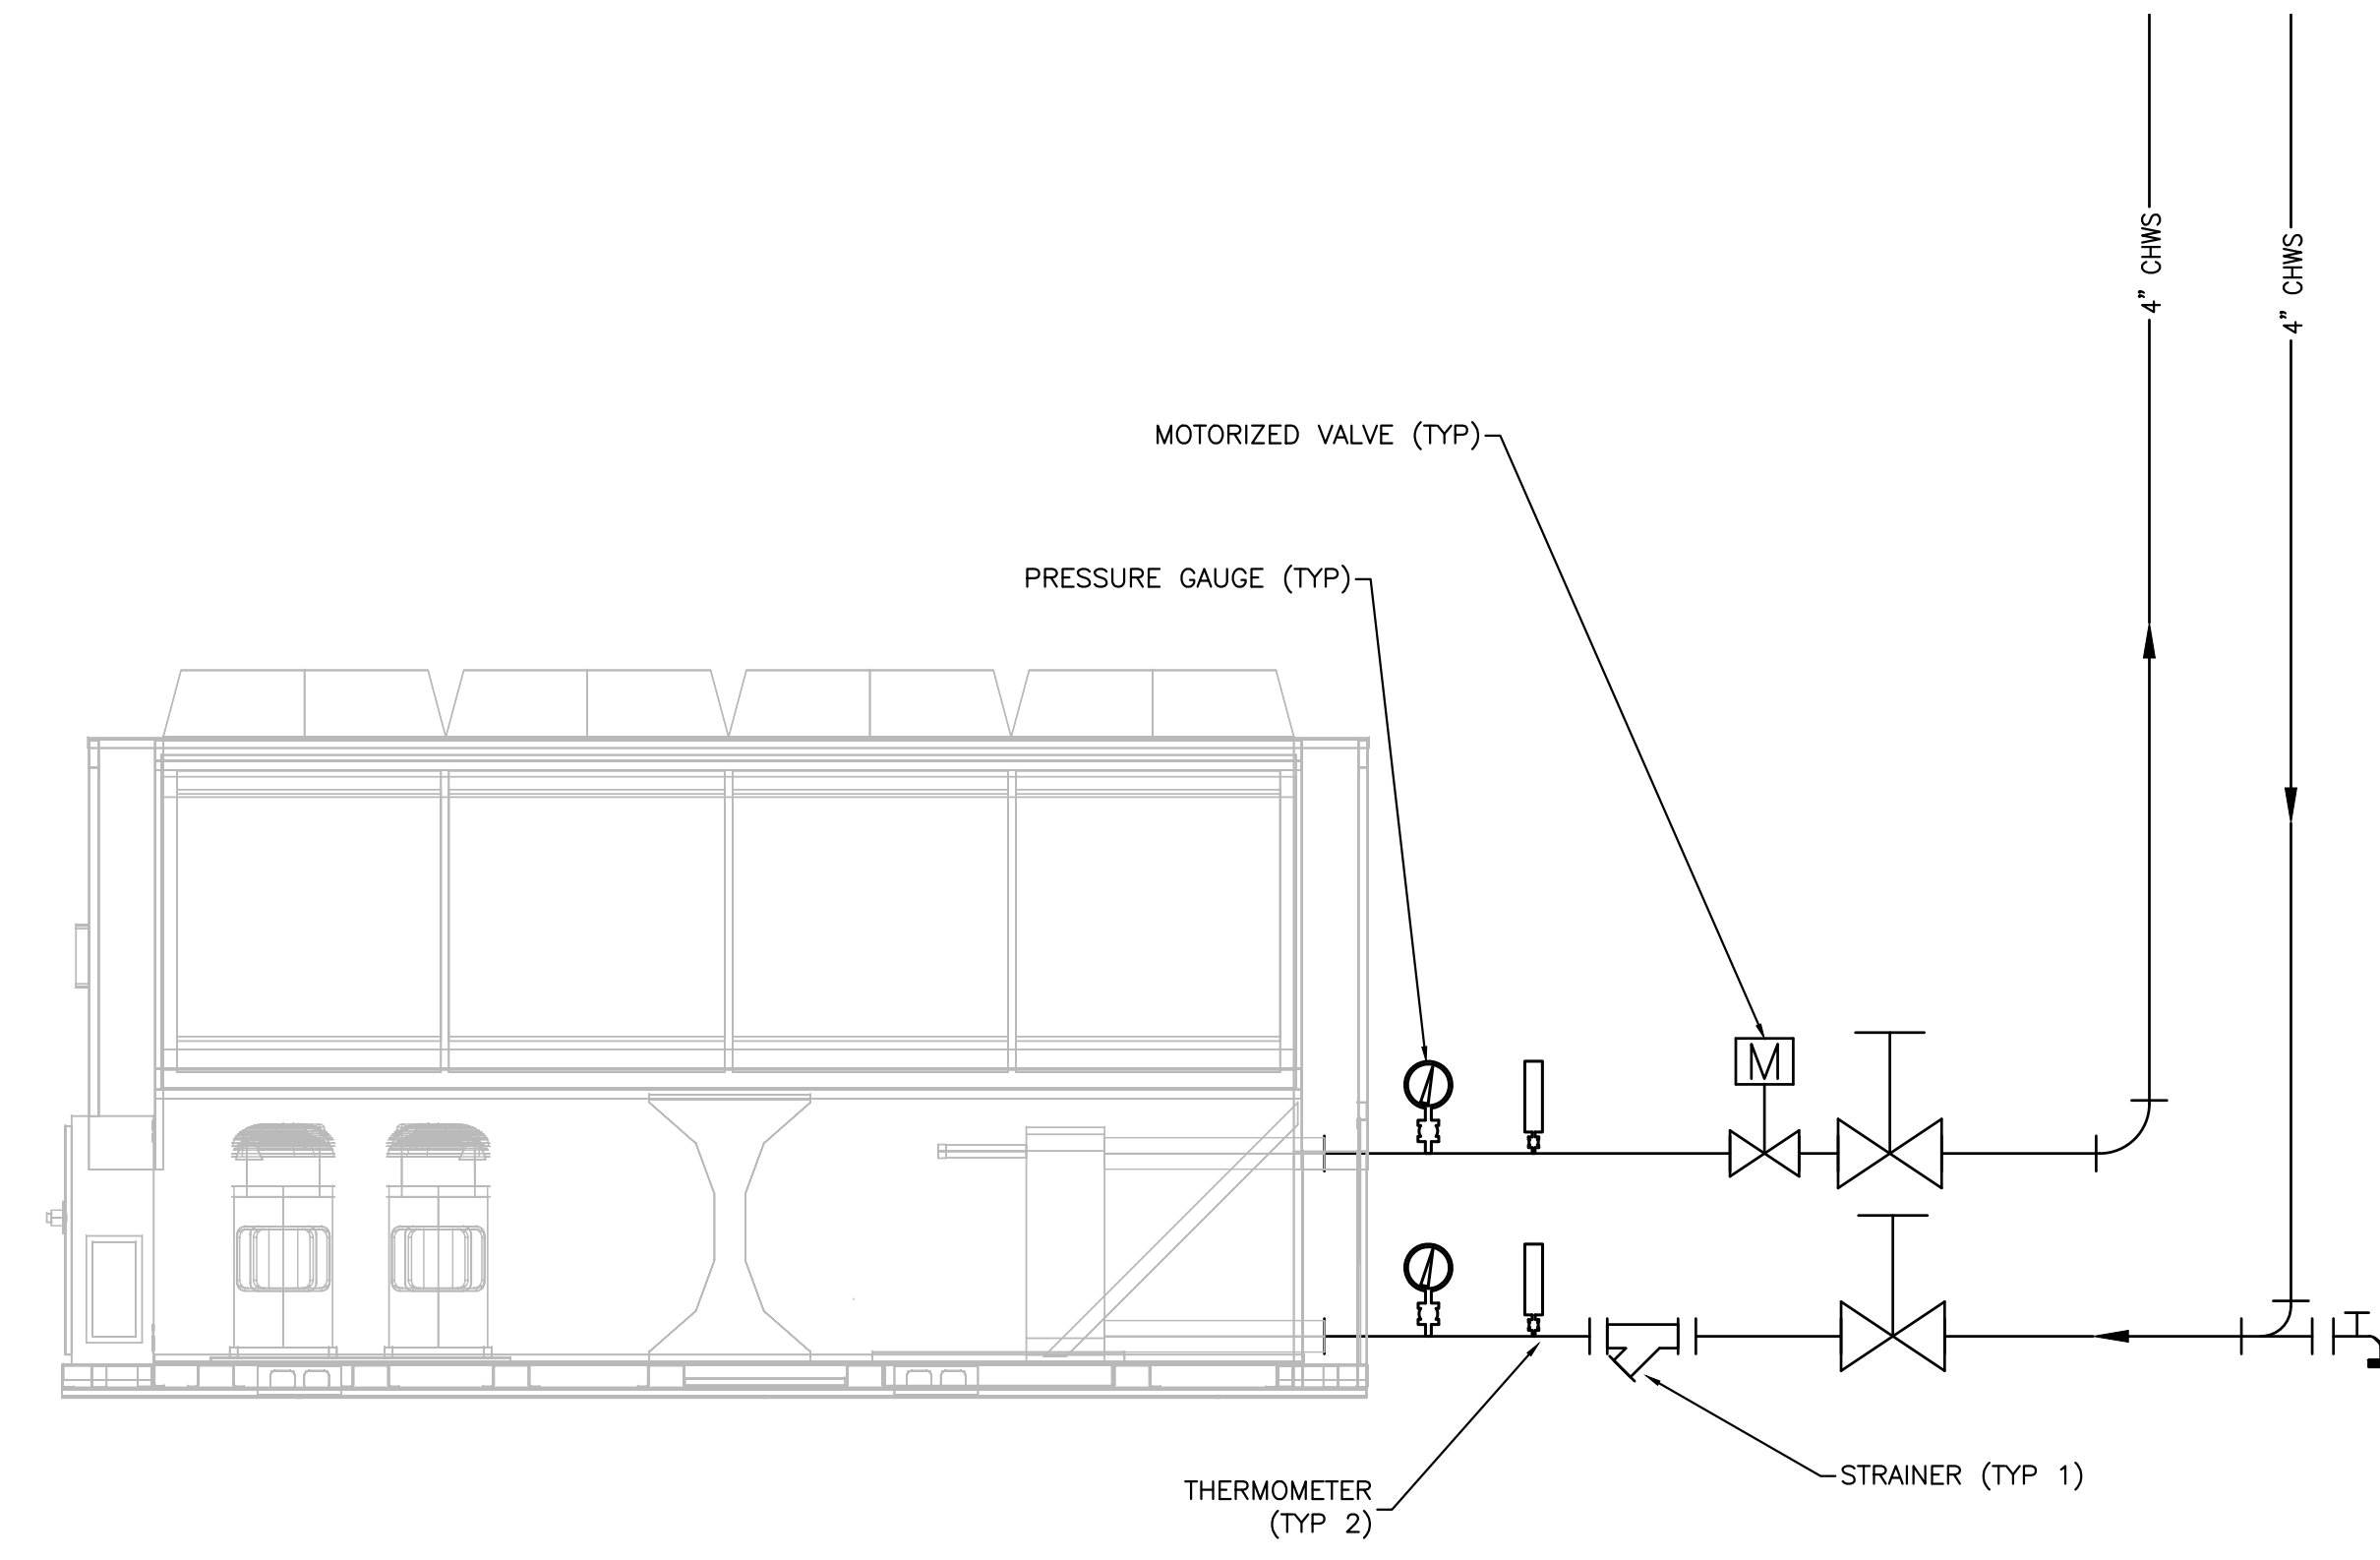 4" CHWS
4" CHWS
MOTORIZED VALVE (TYP)
PRESSURE GAUGE (TYP)
M
STRAINER (TYP 1)
THERMOMETER
(TYP 2)